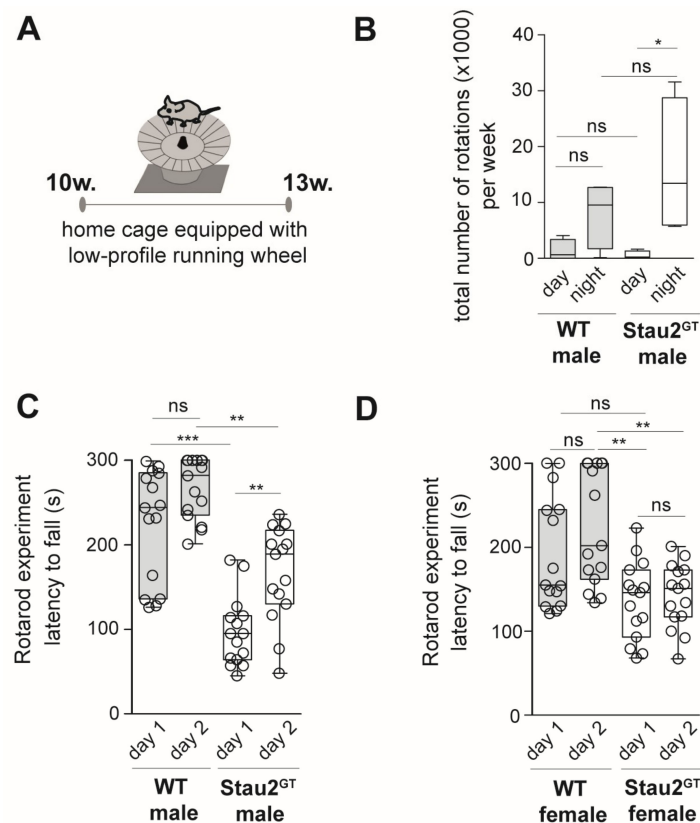 A
10w.
13w.
home cage equipped with
low-profile running wheel
B
total number of rotations (x1000)
per week
40
30
20
10
0
ns
ns
ns
*
day
night
day
night
WT
male
Stau2GT
male
C
Rotarod experiment
latency to fall (s)
300
200
100
0
ns
**
***
**
day 1
day 2
day 1
day 2
WT
male
Stau2GT
male
D
Rotarod experiment
latency to fall (s)
300
200
100
0
ns
**
ns
**
ns
day 1
day 2
day 1
day 2
WT
female
Stau2GT
female